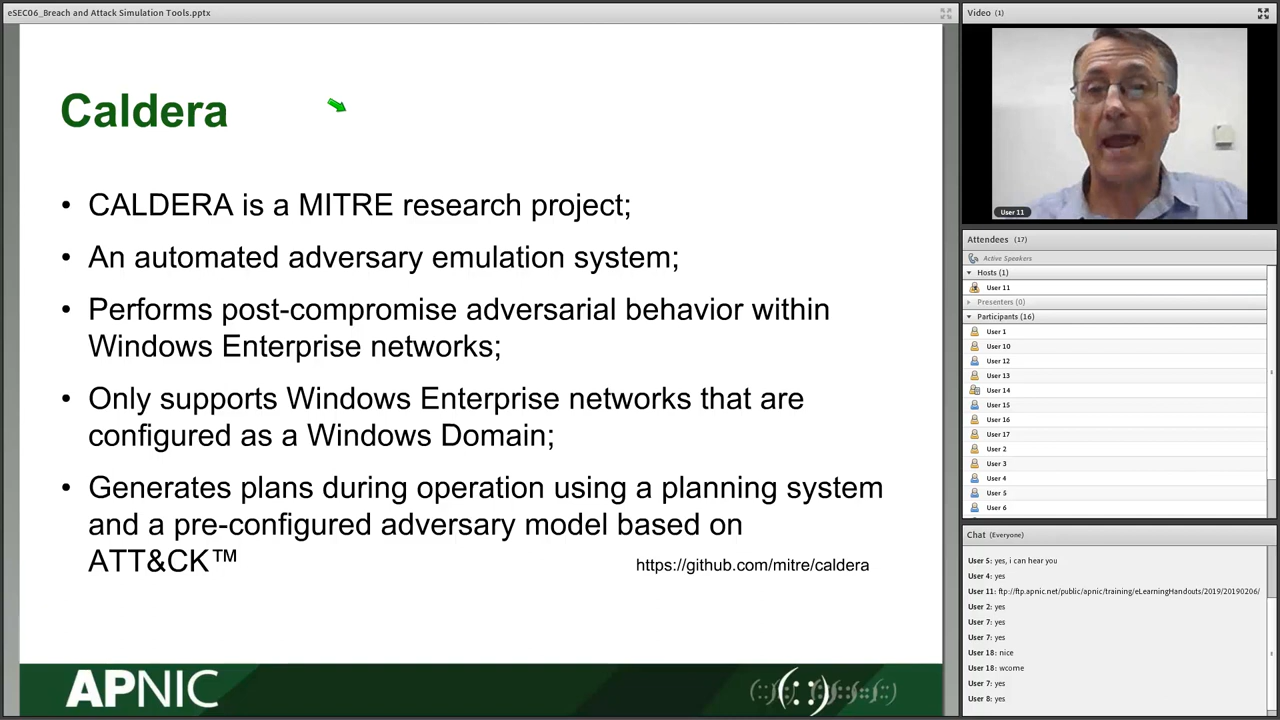 eSEC06_Breach and Attack Simulation Tools.pptx
Caldera
• CALDERA is a MITRE research project;
• An automated adversary emulation system;
• Performs post-compromise adversarial behavior within
Windows Enterprise networks;
• Only supports Windows Enterprise networks that are
configured as a Windows Domain;
• Generates plans during operation using a planning system
and a pre-configured adversary model based on
ATT&CK™
https://github.com/mitre/caldera
APNIC
Video (1)
User 11
Attendees (17)
Active Speakers
Hosts (1)
User 11
Presenters (0)
Participants (16)
User 1
User 10
User 12
User 13
User 14
User 15
User 16
User 17
User 2
User 3
User 4
User 5
User 6
Chat (Everyone)
User 5: yes, i can hear you
User 4: yes
User 11: ftp://ftp.apnic.net/public/apnic/training/eLearningHandouts/2019/20190206/
User 2: yes
User 7: yes
User 7: yes
User 18: nice
User 18: wcome
User 7: yes
User 8: yes